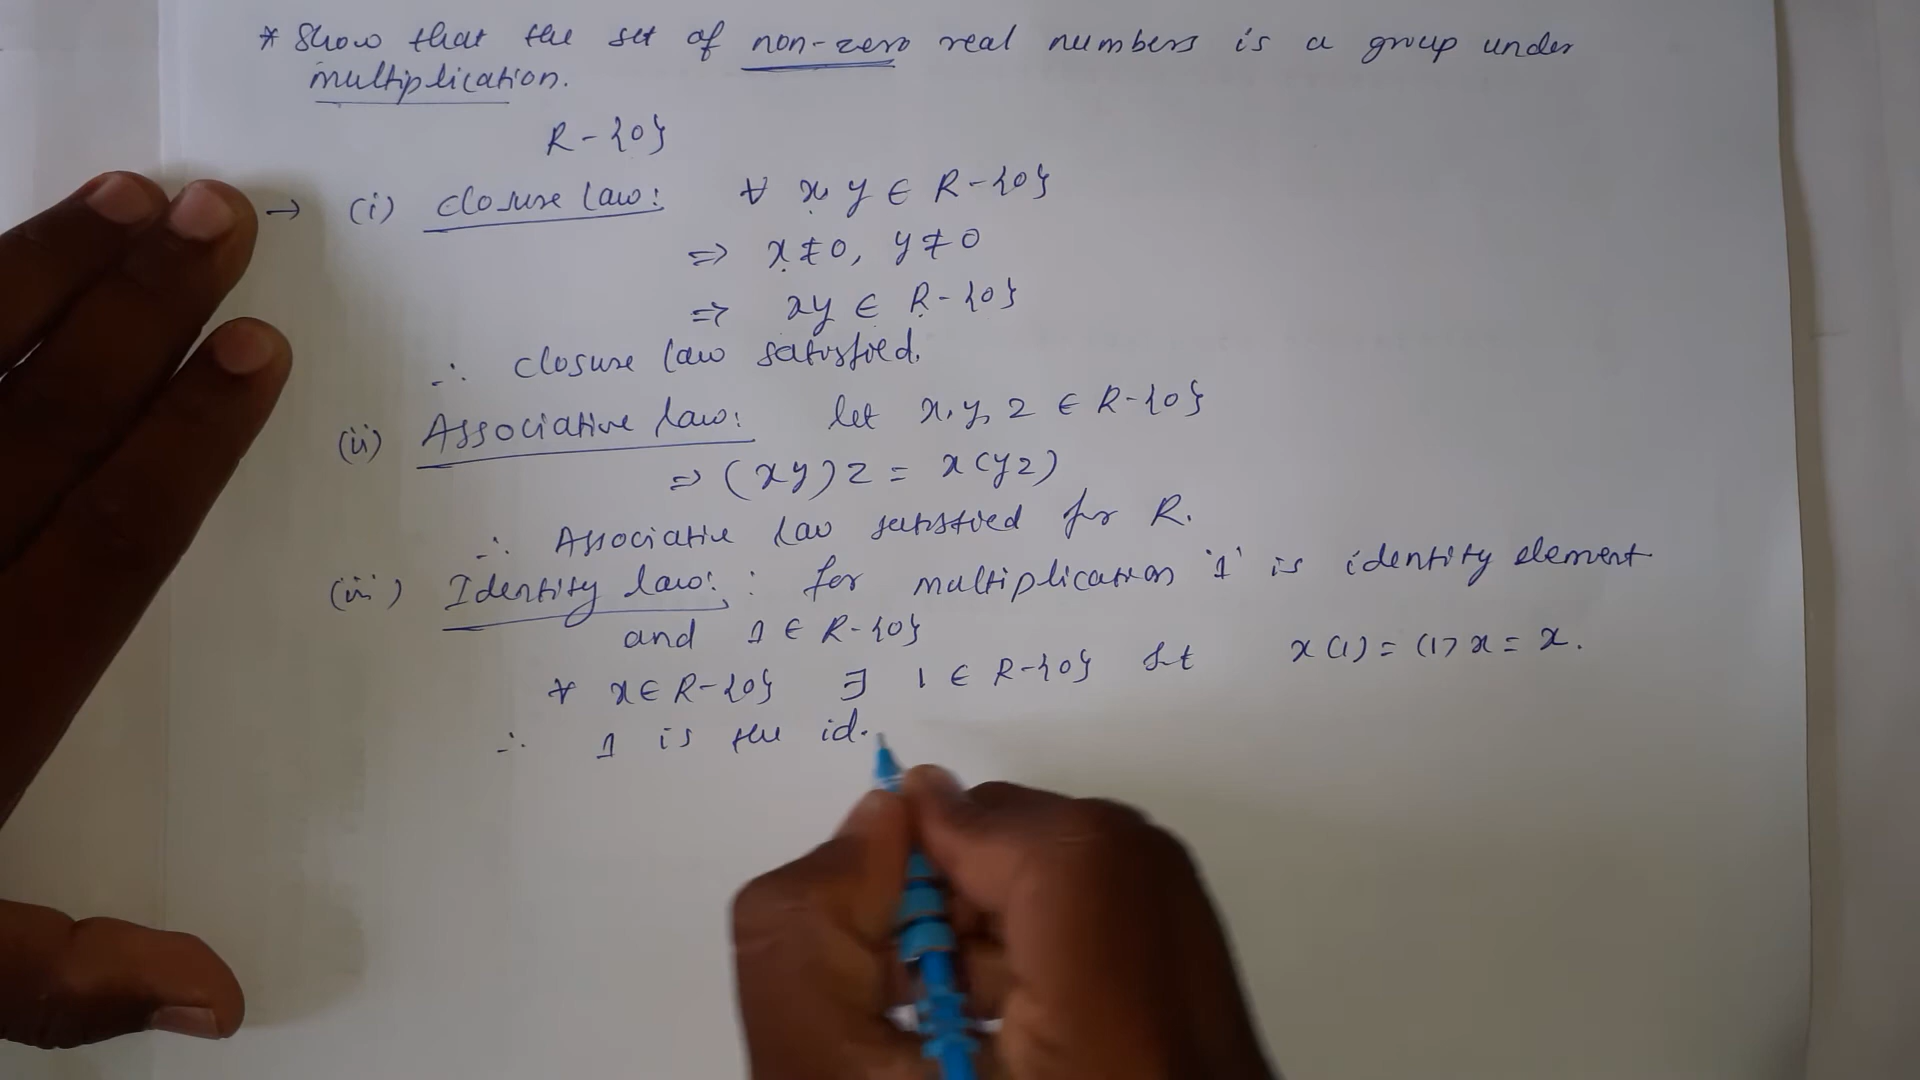 * Show that the set of non-zero real numbers is a group under
multiplication.
R - {0}
→ (i) closure law: ∀ x, y ∈ R - {0}
⇒ x ≠ 0, y ≠ 0
⇒ xy ∈ R - {0}
∴ closure law satisfied.
(ii) Associative law: let x, y, z ∈ R - {0}
⇒ (xy)z = x(yz)
∴ Associative law satisfied for R.
(iii) Identity law: : for multiplication '1' is identity element
and 1 ∈ R - {0}
∀ x ∈ R - {0} ∃ 1 ∈ R - {0} s.t x(1) = (1)x = x.
∴ 1 is the id.